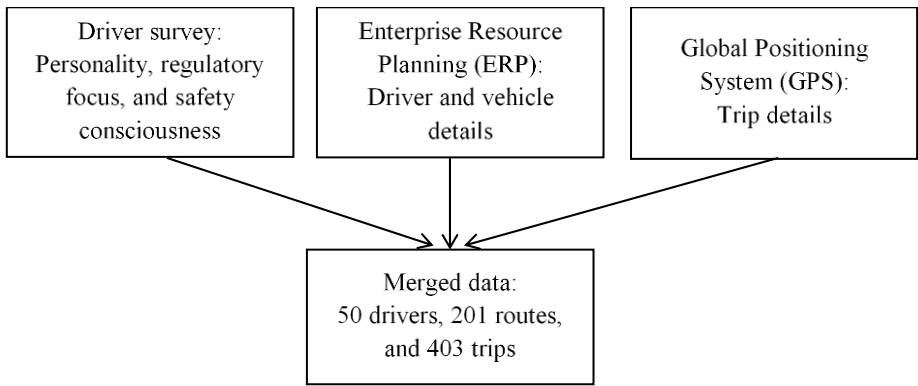 Driver survey:
Personality, regulatory
focus, and safety
consciousness
Enterprise Resource
Planning (ERP):
Driver and vehicle
details
Global Positioning
System (GPS):
Trip details
Merged data:
50 drivers, 201 routes,
and 403 trips